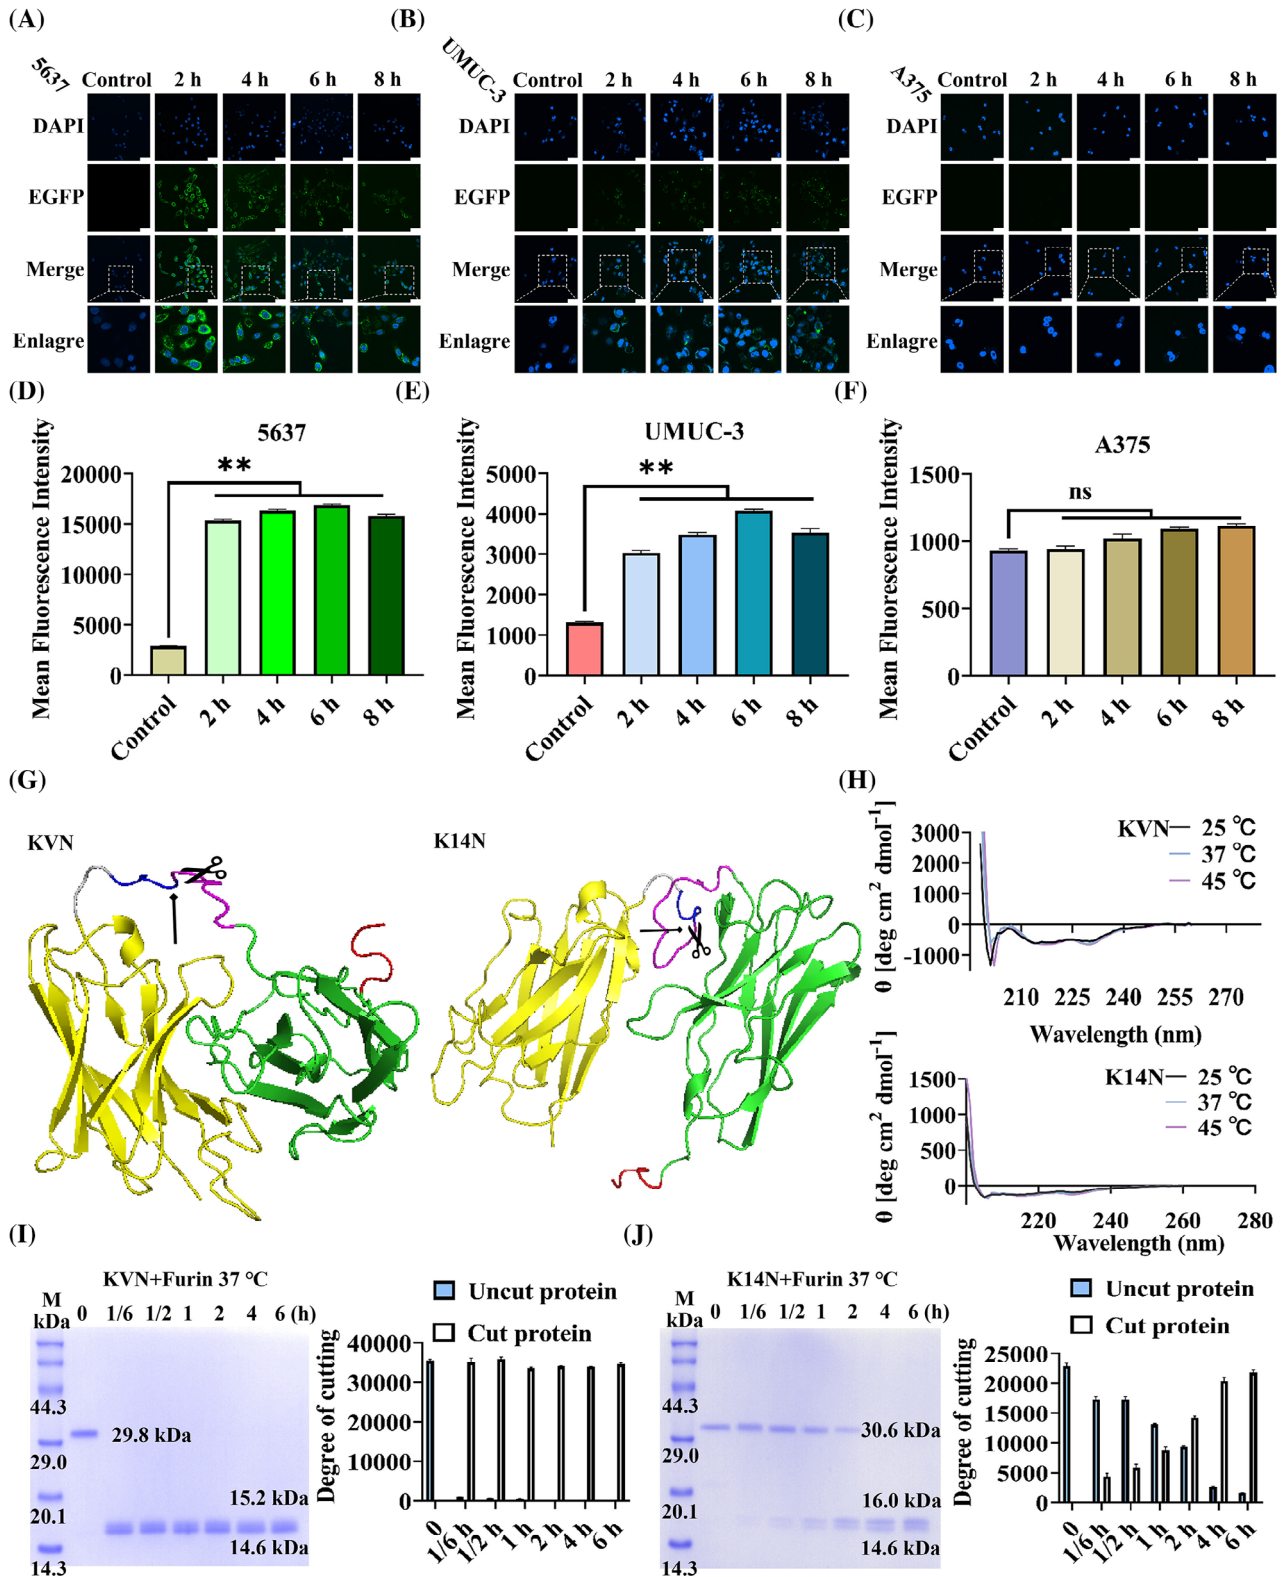 (A)
5637
Control 2 h 4 h 6 h 8 h
DAPI
EGFP
Merge
Enlagre
(B)
UMUC-3
Control 2 h 4 h 6 h 8 h
DAPI
EGFP
Merge
Enlagre
(C)
A375
Control 2 h 4 h 6 h 8 h
DAPI
EGFP
Merge
Enlagre
(D)
5637
Mean Fluorescence Intensity
20000
15000
10000
5000
0
**
Control 2 h 4 h 6 h 8 h
(E)
UMUC-3
Mean Fluorescence Intensity
5000
4000
3000
2000
1000
0
**
Control 2 h 4 h 6 h 8 h
(F)
A375
Mean Fluorescence Intensity
1500
1000
500
0
ns
Control 2 h 4 h 6 h 8 h
(G)
KVN
K14N
(H)
θ [deg cm² dmol⁻¹]
3000
2000
1000
0
-1000
KVN 25 ℃
37 ℃
45 ℃
210 225 240 255 270
Wavelength (nm)
θ [deg cm² dmol⁻¹]
1500
1000
500
0
K14N 25 ℃
37 ℃
45 ℃
220 240 260 280
Wavelength (nm)
(I)
KVN+Furin 37 ℃
M
kDa
0 1/6 1/2 1 2 4 6 (h)
44.3
29.0
20.1
14.3
29.8 kDa
15.2 kDa
14.6 kDa
Uncut protein
Cut protein
Degree of cutting
40000
30000
20000
10000
0
0 1/6 h 1/2 h 1 h 2 h 4 h 6 h
(J)
K14N+Furin 37 ℃
M
kDa
0 1/6 1/2 1 2 4 6 (h)
44.3
29.0
20.1
14.3
30.6 kDa
16.0 kDa
14.6 kDa
Uncut protein
Cut protein
Degree of cutting
25000
20000
15000
10000
5000
0
0 1/6 h 1/2 h 1 h 2 h 4 h 6 h